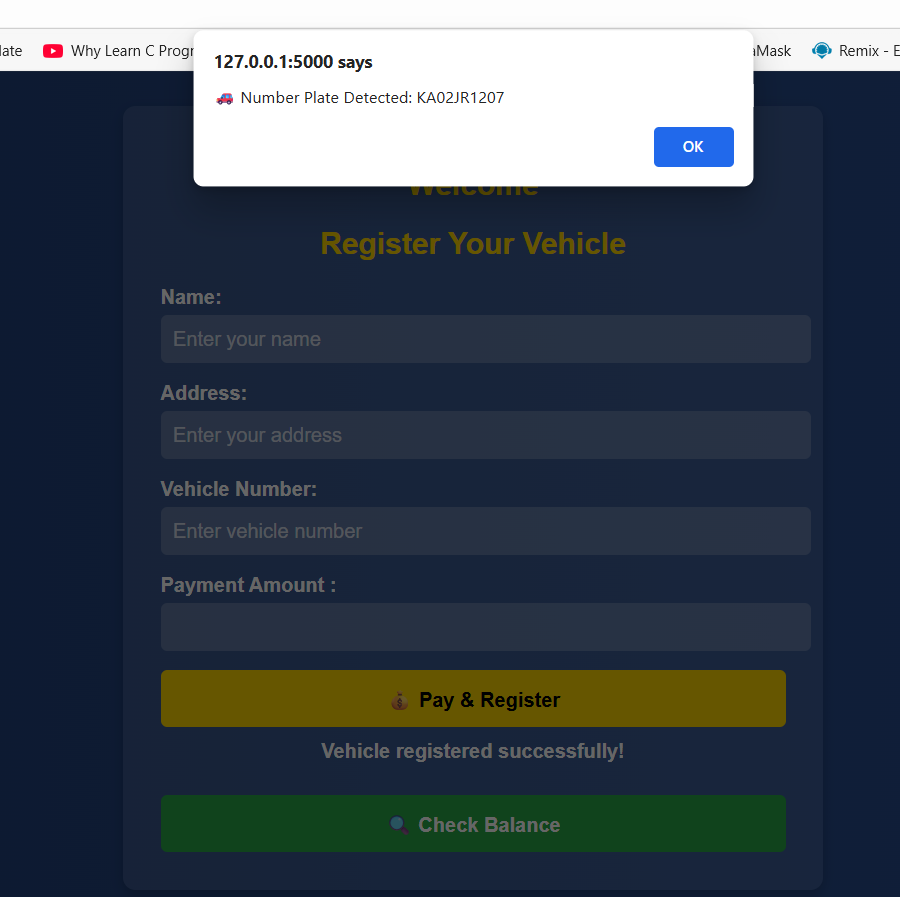 Why Learn C Progr
Remix - E
127.0.0.1:5000 says
🚗 Number Plate Detected: KA02JR1207
OK
Welcome
Register Your Vehicle
Name:
Enter your name
Address:
Enter your address
Vehicle Number:
Enter vehicle number
Payment Amount :
💰 Pay & Register
Vehicle registered successfully!
🔍 Check Balance